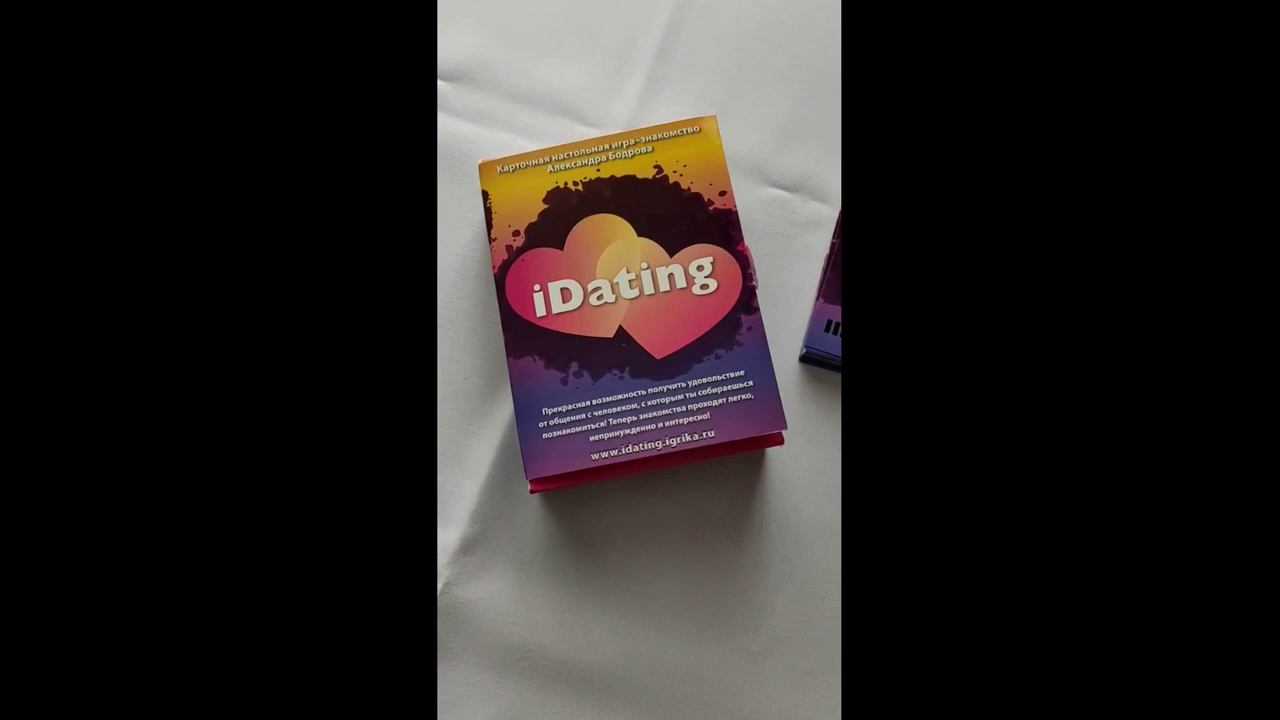 Карточная настольная игра-знакомство
Александра Бодрова
iDating
Прекрасная возможность получить удовольствие
от общения с человеком, с которым ты собираешься
познакомиться! Теперь знакомства проходят легко,
непринужденно и интересно!
www.idating.igrika.ru